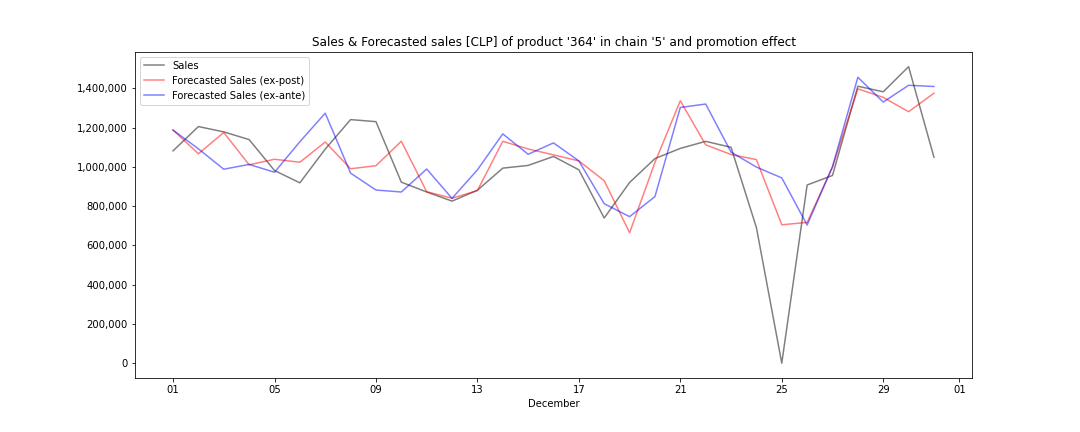 Sales & Forecasted sales [CLP] of product '364' in chain '5' and promotion effect
Sales
Forecasted Sales (ex-post)
Forecasted Sales (ex-ante)
1,400,000
1,200,000
1,000,000
800,000
600,000
400,000
200,000
0
01 05 09 13 17 21 25 29 01
December